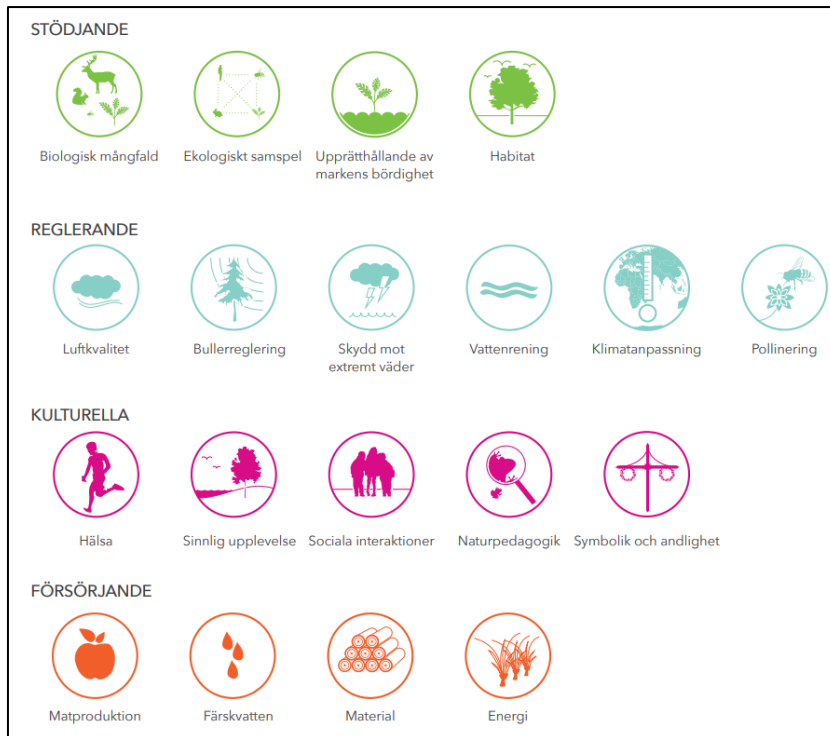 STÖDJANDE
Biologisk mångfald
Ekologiskt samspel
Upprätthållande av
markens bördighet
Habitat
REGLERANDE
Luftkvalitet
Bullerreglering
Skydd mot
extremt väder
Vattenrening
Klimatanpassning
Pollinering
KULTURELLA
Hälsa
Sinnlig upplevelse
Sociala interaktioner
Naturpedagogik
Symbolik och andlighet
FÖRSÖRJANDE
Matproduktion
Färskvatten
Material
Energi